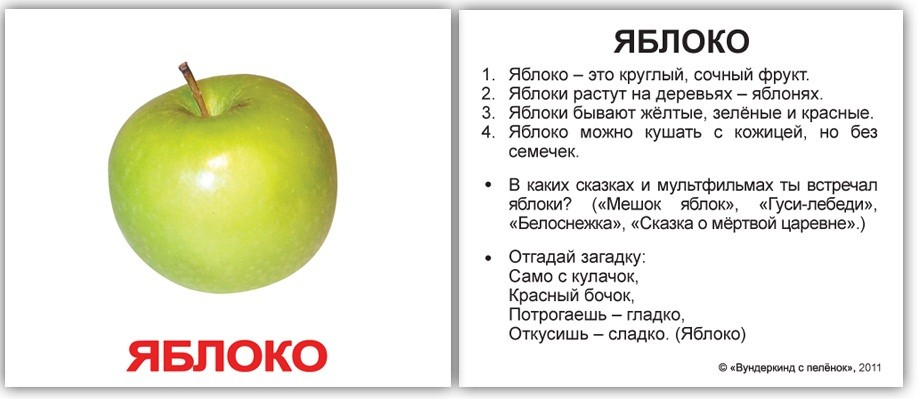 ЯБЛОКО
ЯБЛОКО
1. Яблоко – это круглый, сочный фрукт.
2. Яблоки растут на деревьях – яблонях.
3. Яблоки бывают жёлтые, зелёные и красные.
4. Яблоко можно кушать с кожицей, но без
семечек.
• В каких сказках и мультфильмах ты встречал
яблоки? («Мешок яблок», «Гуси-лебеди»,
«Белоснежка», «Сказка о мёртвой царевне».)
• Отгадай загадку:
Само с кулачок,
Красный бочок,
Потрогаешь – гладко,
Откусишь – сладко. (Яблоко)
© «Вундеркинд с пелёнок», 2011